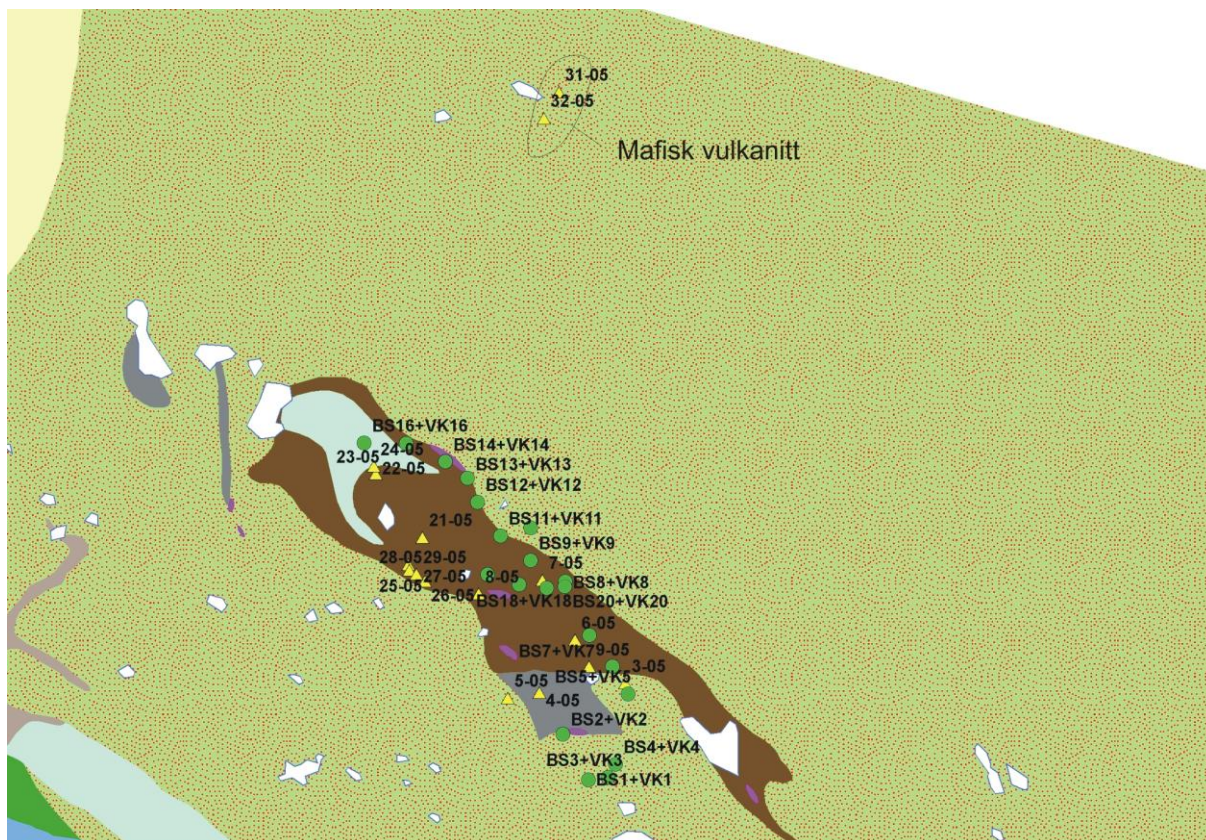 31-05
32-05
Mafisk vulkanitt
BS16+VK16
24-05
BS14+VK14
23-05
22-05
BS13+VK13
BS12+VK12
21-05
BS11+VK11
BS9+VK9
28-05
29-05
7-05
27-05
8-05
BS8+VK8
25-05
26-05
BS18+VK18
BS20+VK20
6-05
BS7+VK7
9-05
3-05
5-05
BS5+VK5
4-05
BS2+VK2
BS4+VK4
BS3+VK3
BS1+VK1